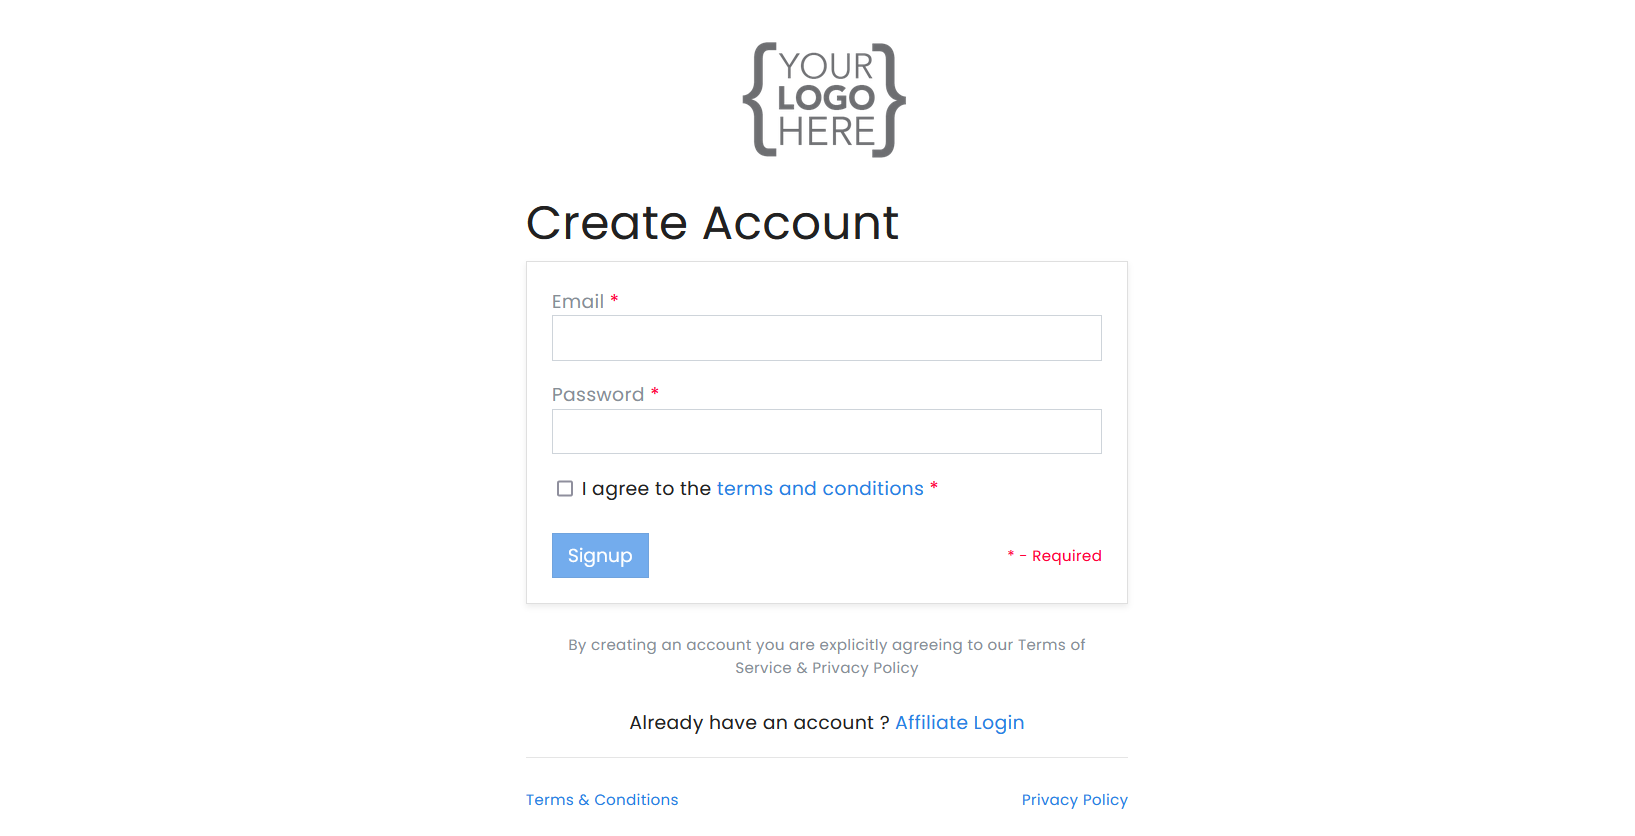 YOUR
LOGO
HERE
Create Account
Email *
Password *
I agree to the terms and conditions *
Signup
* - Required
By creating an account you are explicitly agreeing to our Terms of
Service & Privacy Policy
Already have an account ? Affiliate Login
Terms & Conditions
Privacy Policy